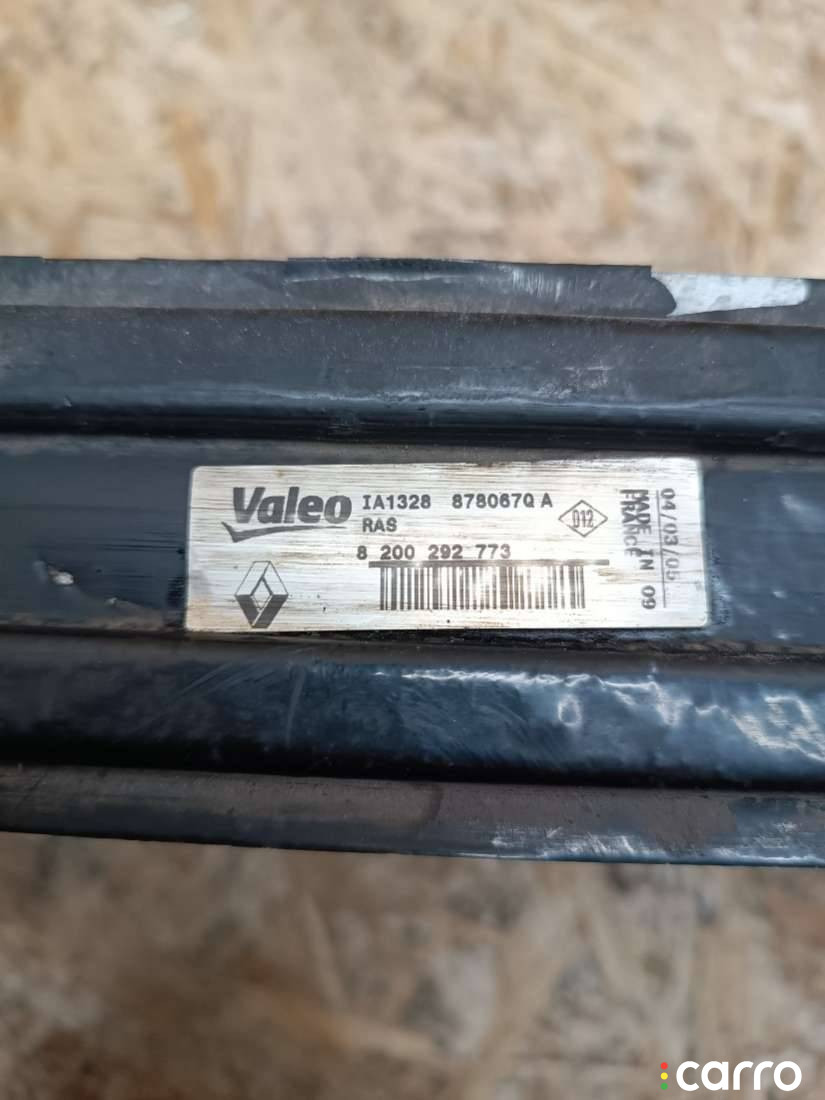 Valeo IA1328 878067Q A
RAS
8 200 292 773
D12
04/03/05
MADE IN 09
FRANCE
carro